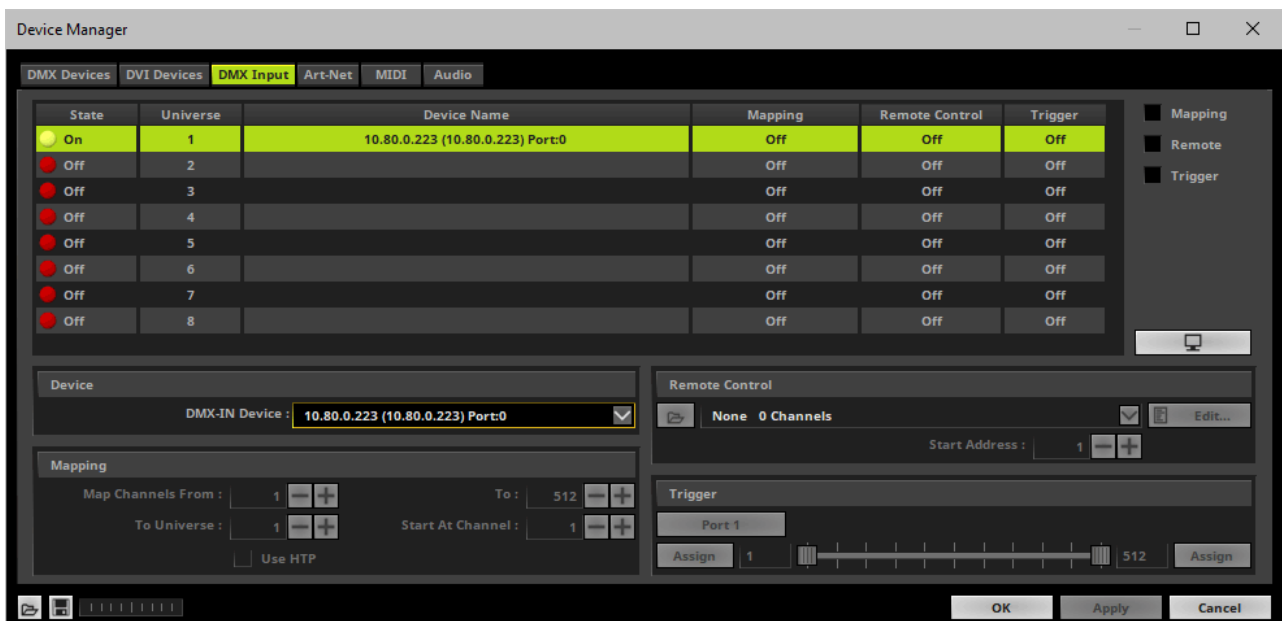 Device Manager
DMX Devices DVI Devices DMX Input Art-Net MIDI Audio
State Universe Device Name Mapping Remote Control Trigger
On 1 10.80.0.223 (10.80.0.223) Port:0 Off Off Off
Off 2 Off Off Off
Off 3 Off Off Off
Off 4 Off Off Off
Off 5 Off Off Off
Off 6 Off Off Off
Off 7 Off Off Off
Off 8 Off Off Off
Mapping
Remote
Trigger
Device
DMX-IN Device : 10.80.0.223 (10.80.0.223) Port:0
Mapping
Map Channels From : 1 To : 512
To Universe : 1 Start At Channel : 1
Use HTP
Remote Control
None 0 Channels Edit...
Start Address : 1
Trigger
Port 1
Assign 1 512 Assign
OK Apply Cancel